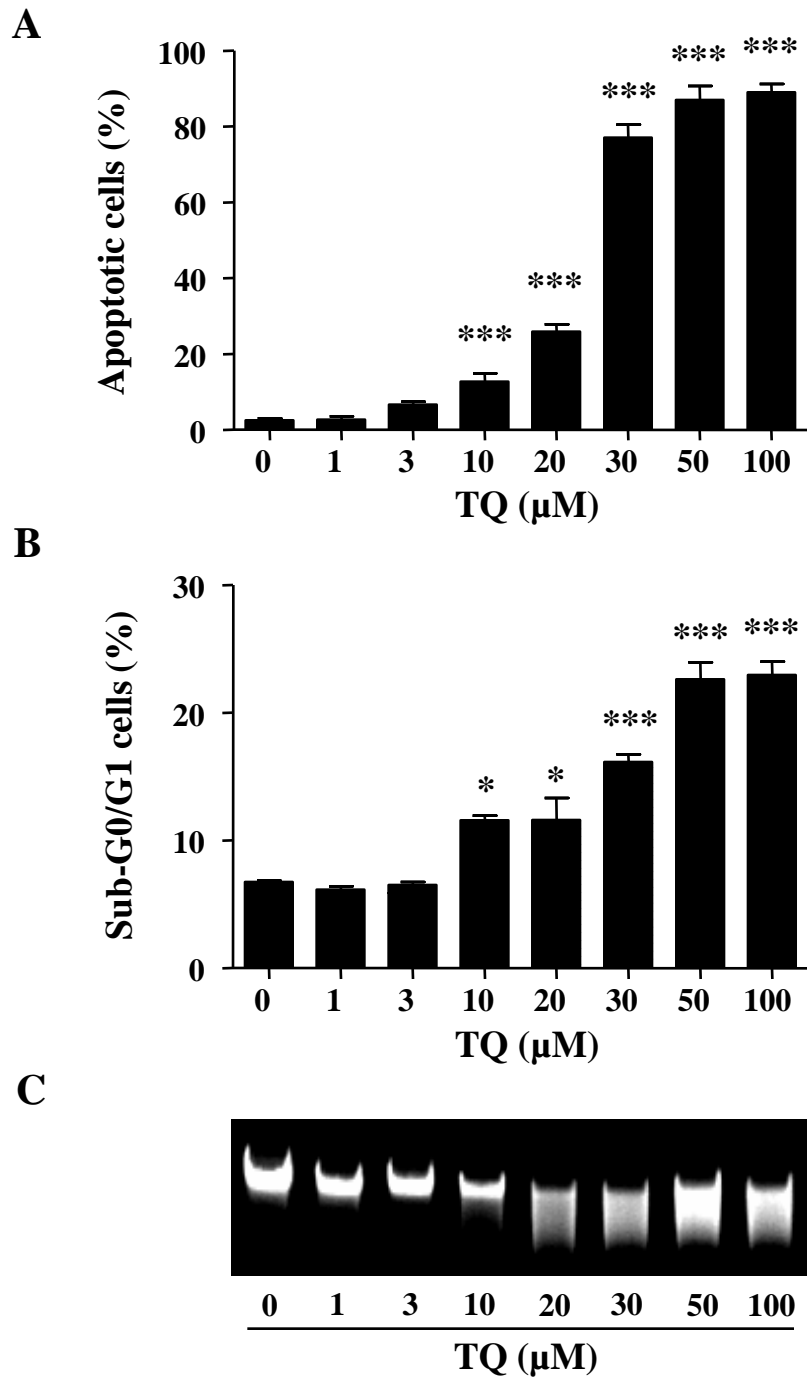 A
Apoptotic cells (%)
100
80
60
40
20
0
*** *** *** *** ***
0 1 3 10 20 30 50 100
TQ (μM)
B
Sub-G0/G1 cells (%)
30
20
10
0
* * *** *** ***
0 1 3 10 20 30 50 100
TQ (μM)
C
0 1 3 10 20 30 50 100
TQ (μM)